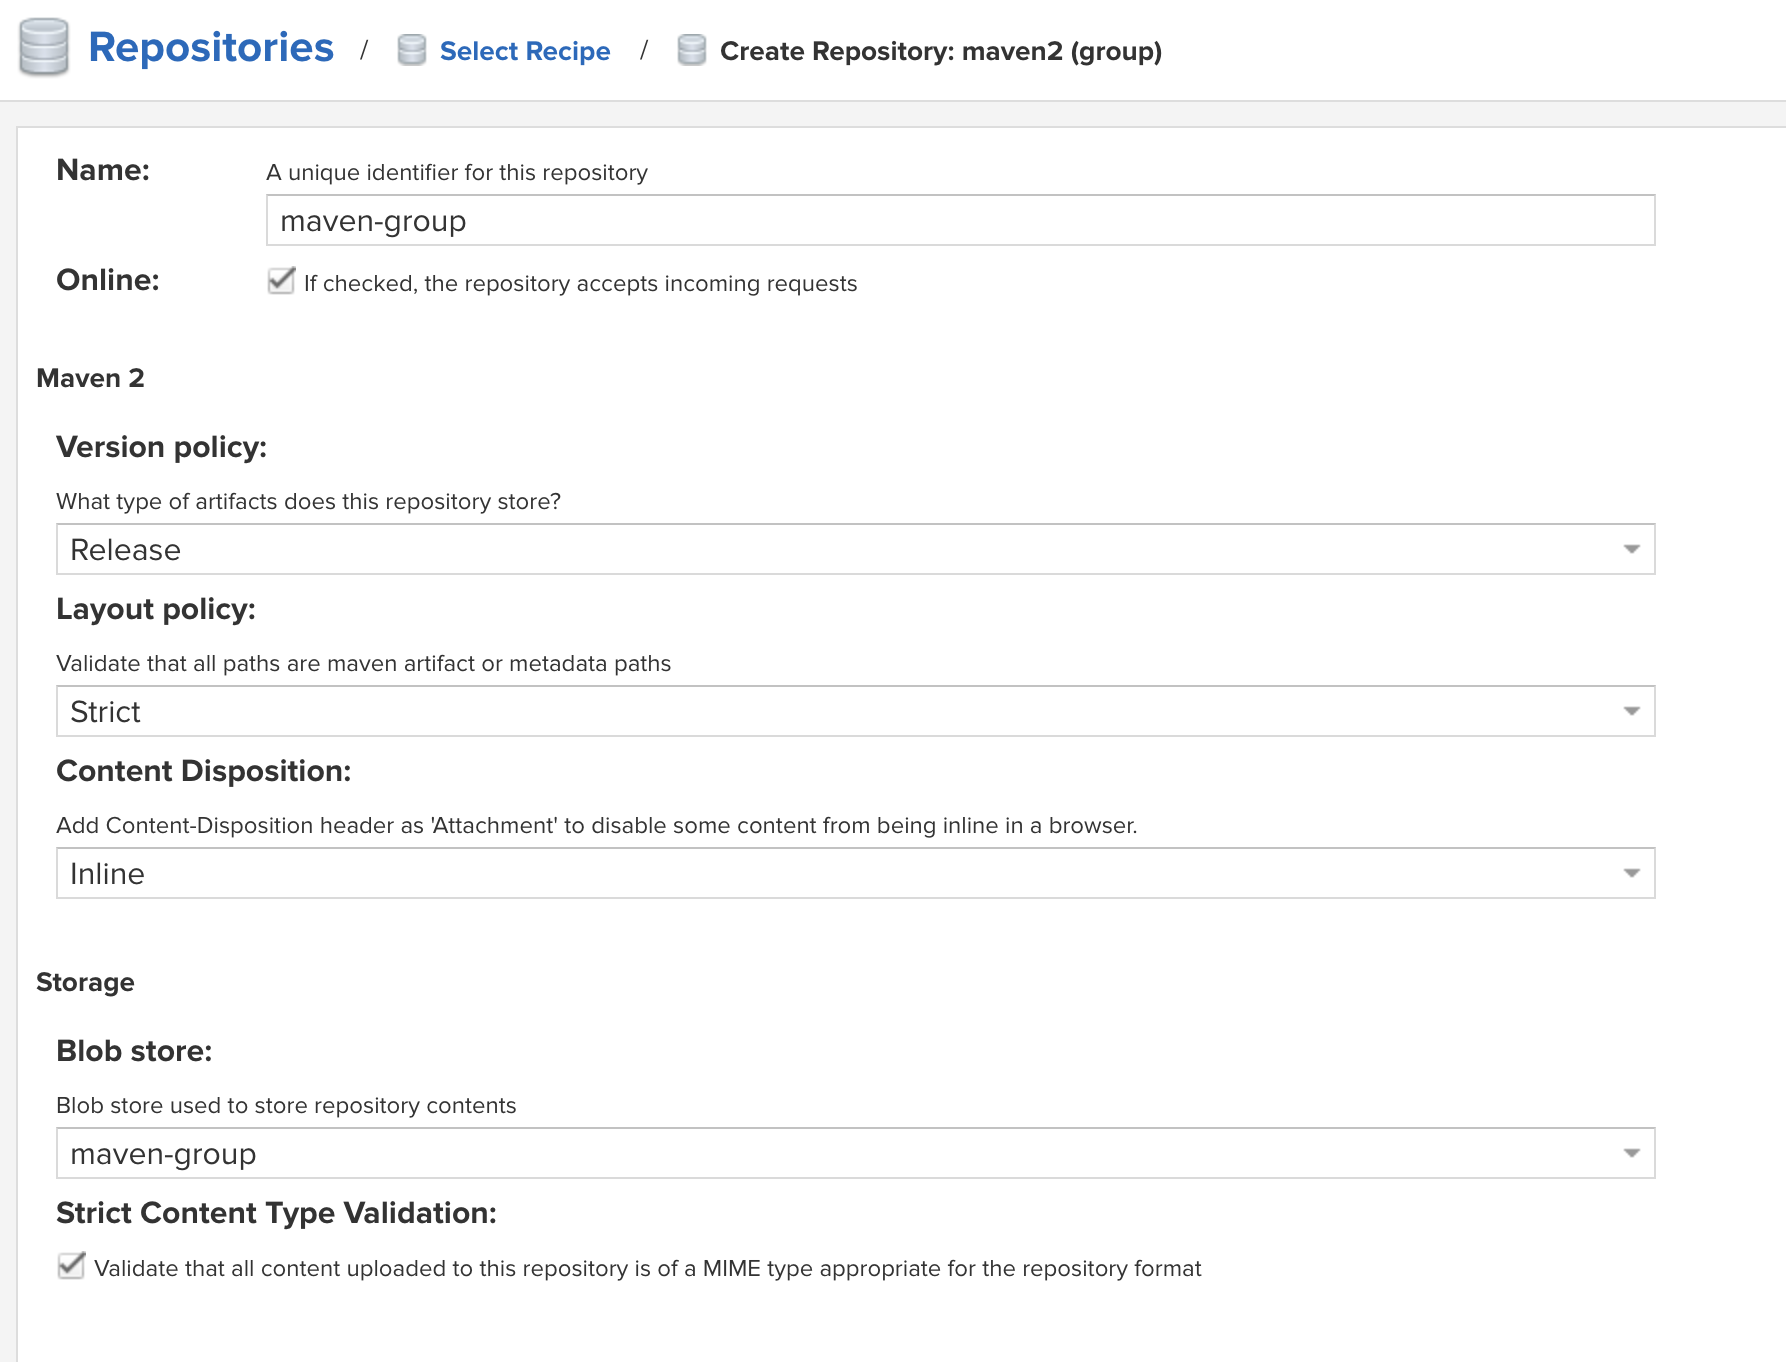 Repositories / Select Recipe / Create Repository: maven2 (group)
Name: A unique identifier for this repository
maven-group
Online: If checked, the repository accepts incoming requests
Maven 2
Version policy:
What type of artifacts does this repository store?
Release
Layout policy:
Validate that all paths are maven artifact or metadata paths
Strict
Content Disposition:
Add Content-Disposition header as 'Attachment' to disable some content from being inline in a browser.
Inline
Storage
Blob store:
Blob store used to store repository contents
maven-group
Strict Content Type Validation:
Validate that all content uploaded to this repository is of a MIME type appropriate for the repository format